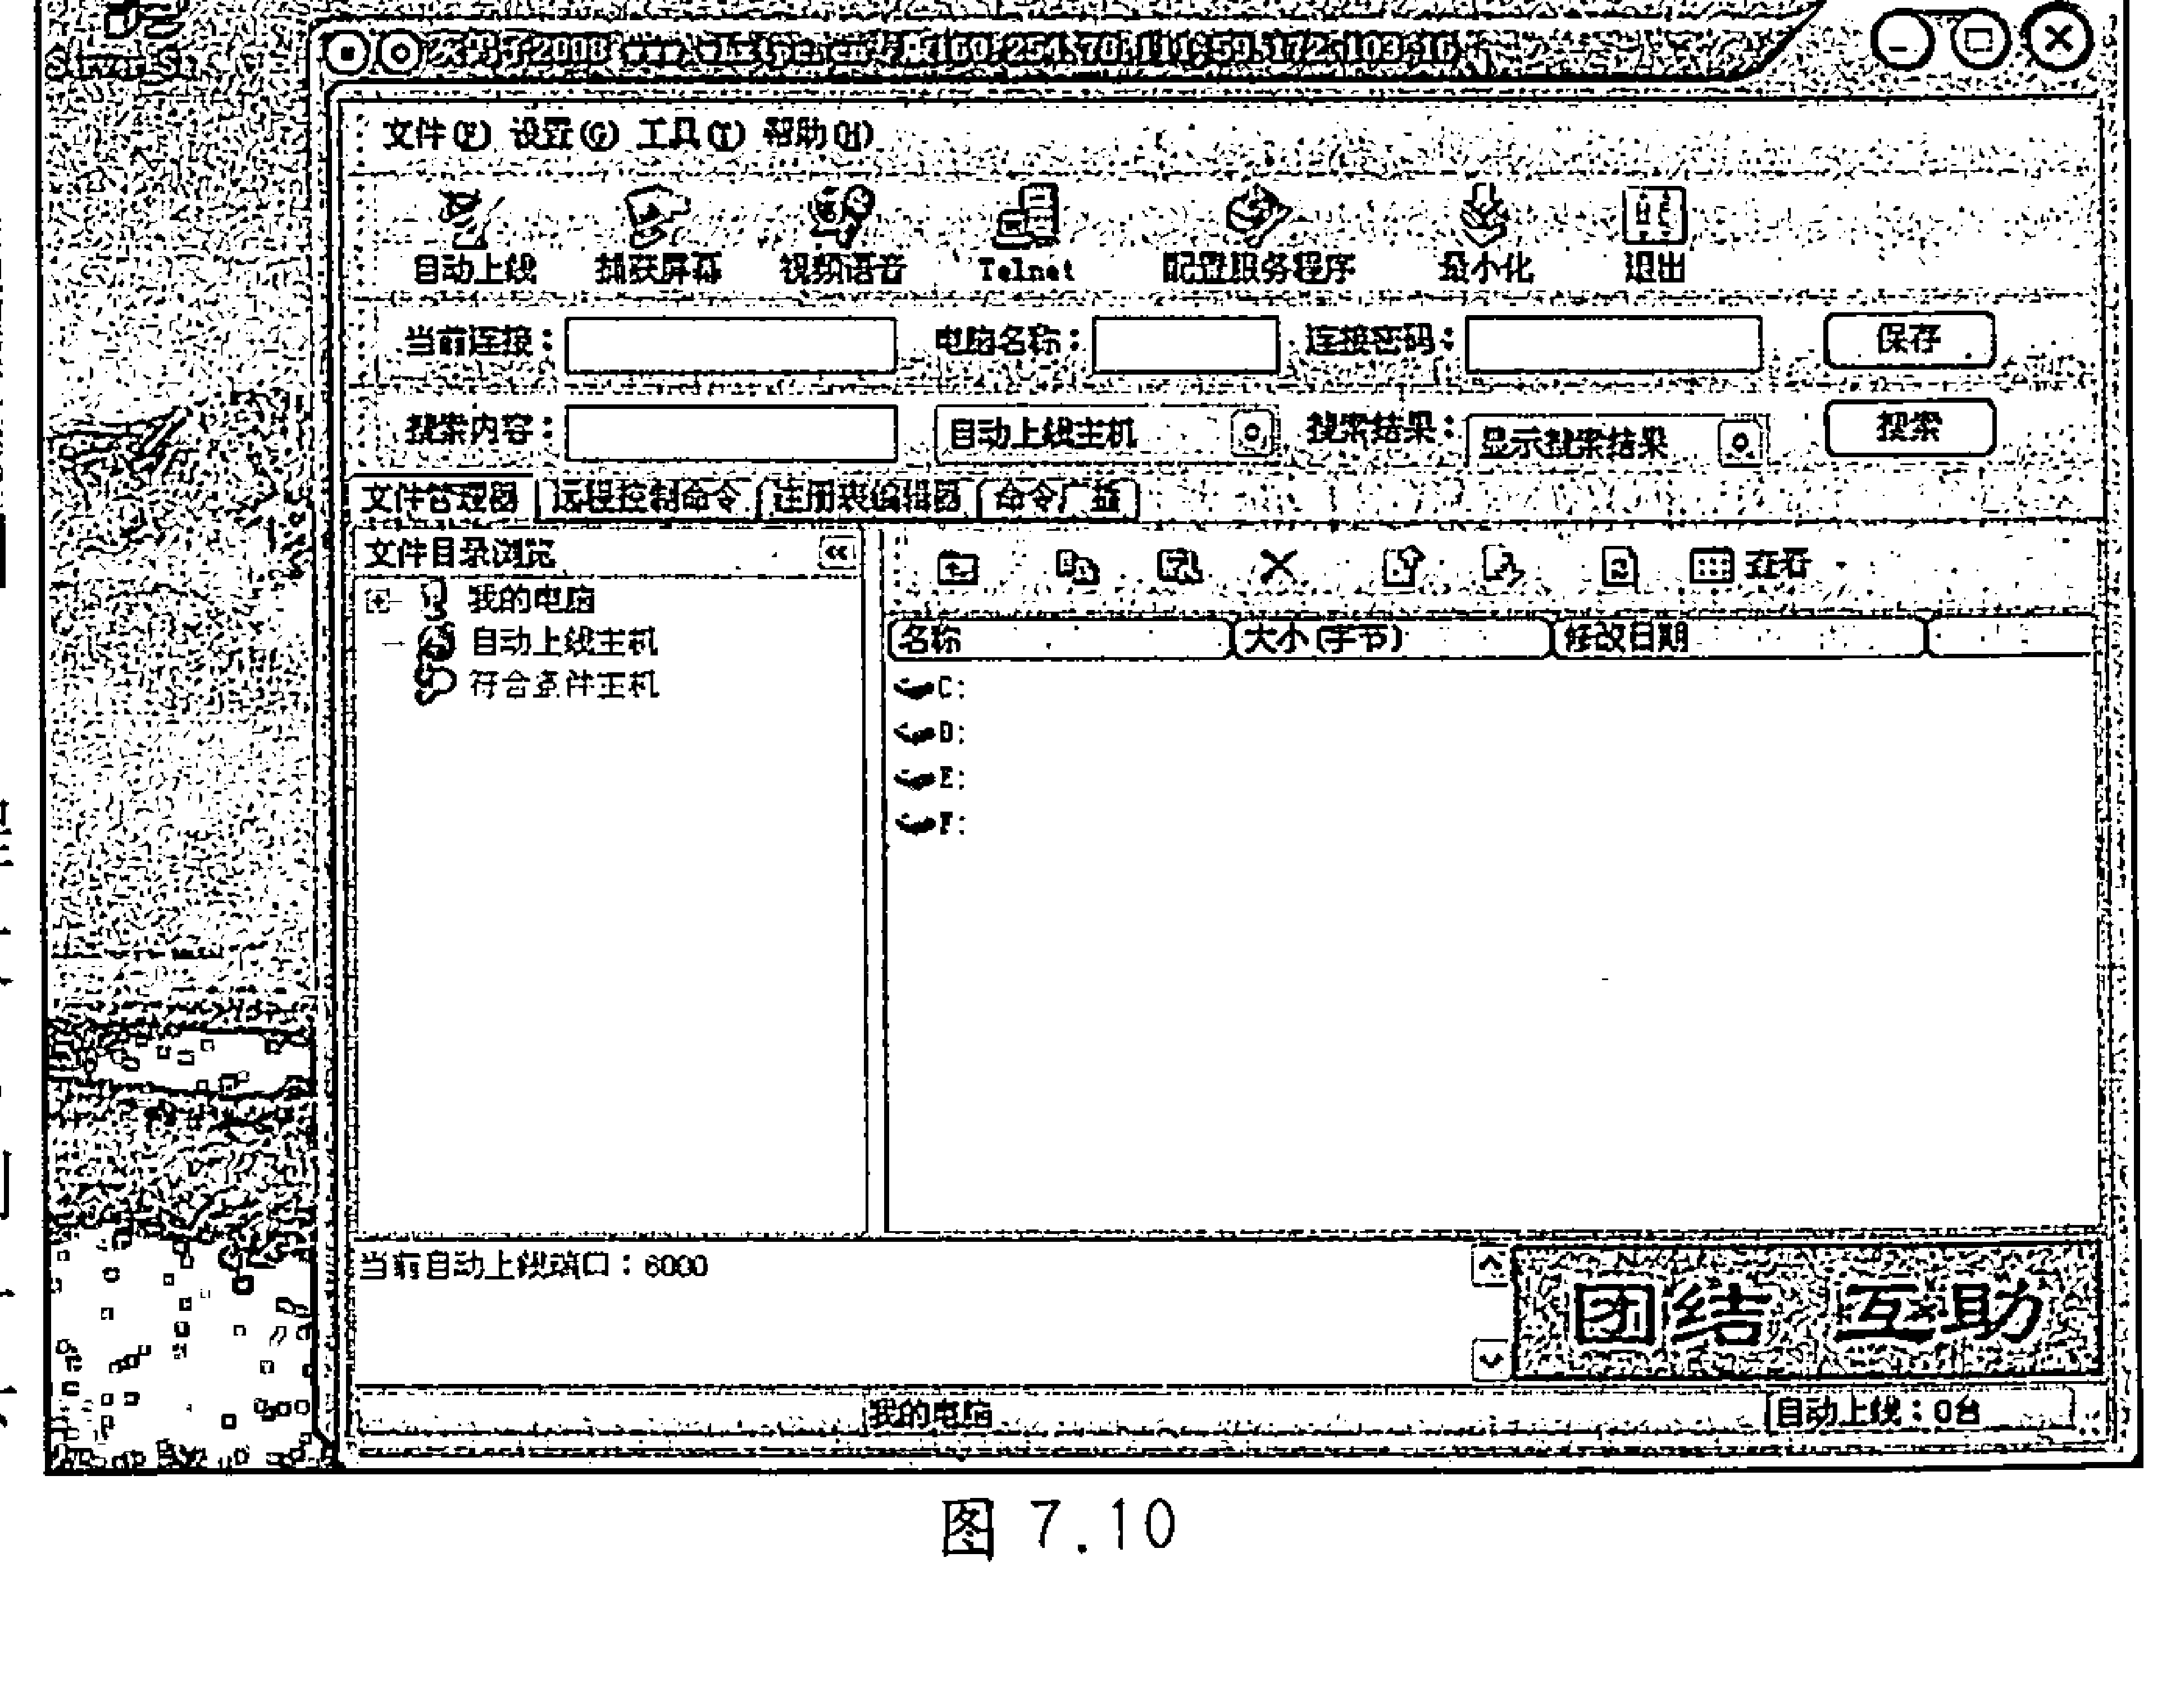 文件(F) 设置(G) 工具(T) 帮助(H)
自动上线 捕获屏幕 视频语音 Telnet 配置服务程序 最小化 退出
当前连接: 电脑名称: 连接密码: 保存
搜索内容: 自动上线主机 搜索结果: 显示搜索结果 搜索
文件管理器 远程控制命令 注册表编辑器 命令广播
文件目录浏览 查看
我的电脑
自动上线主机
符合条件主机
名称 大小(字节) 修改日期
C:
D:
E:
F:
当前自动上线端口:6000
团结 互助
我的电脑 自动上线:0台
图 7.10